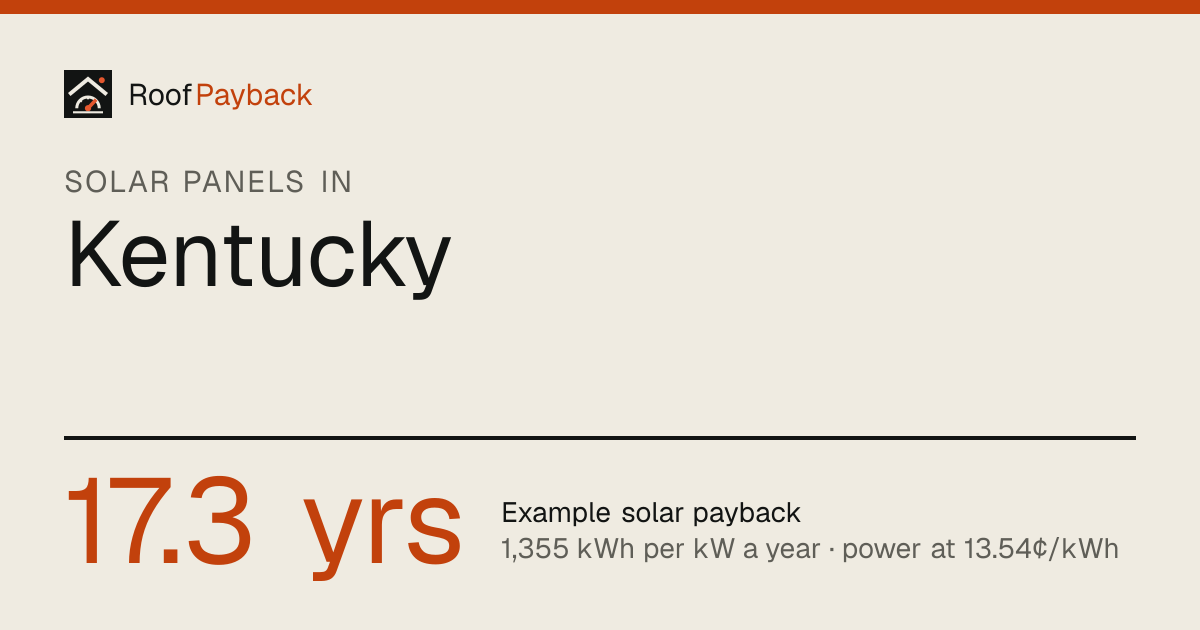 RoofPayback
SOLAR PANELS IN
Kentucky
17.3 yrs
Example solar payback
1,355 kWh per kW a year · power at 13.54¢/kWh